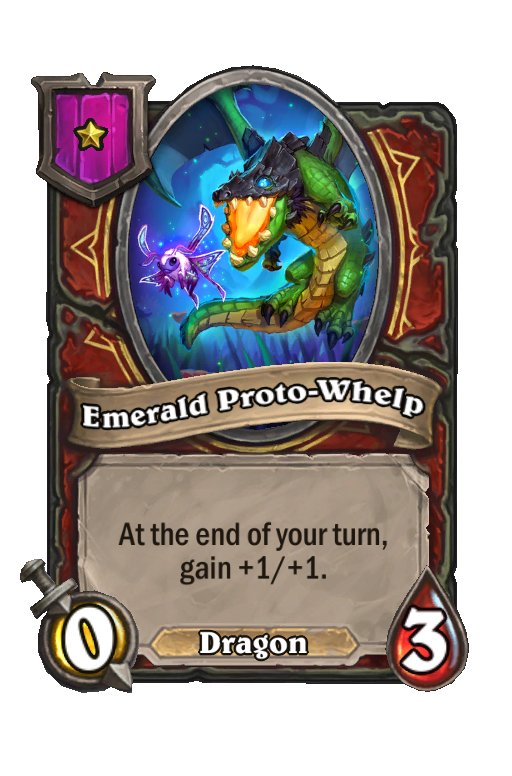 Emerald Proto-Whelp
At the end of your turn,
gain +1/+1.
0
Dragon
3